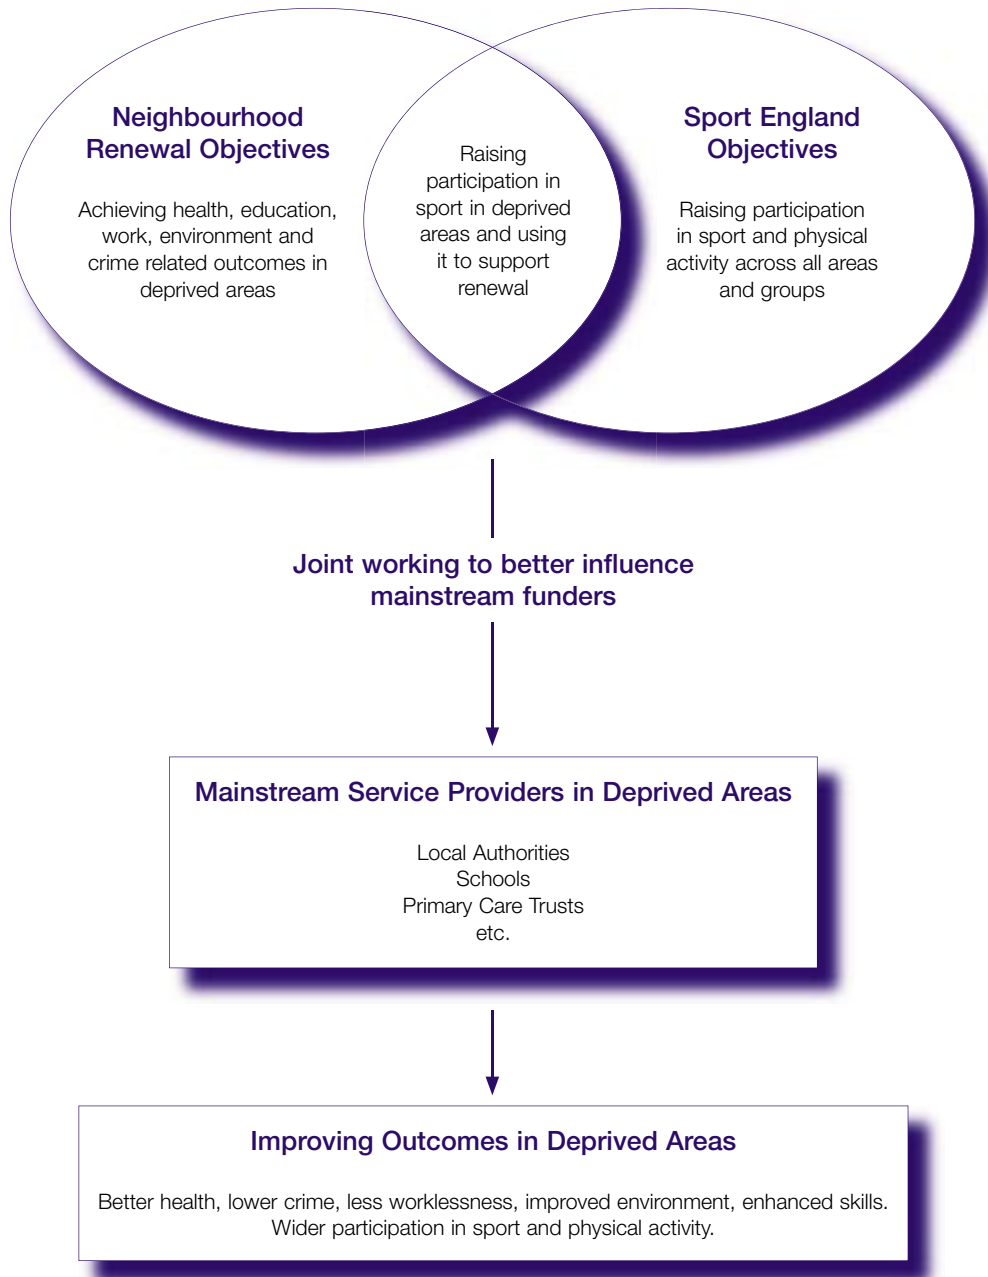 Neighbourhood
Renewal Objectives
Achieving health, education,
work, environment and
crime related outcomes in
deprived areas
Raising
participation in
sport in deprived
areas and using
it to support
renewal
Sport England
Objectives
Raising participation
in sport and physical
activity across all areas
and groups
Joint working to better influence
mainstream funders
Mainstream Service Providers in Deprived Areas
Local Authorities
Schools
Primary Care Trusts
etc.
Improving Outcomes in Deprived Areas
Better health, lower crime, less worklessness, improved environment, enhanced skills.
Wider participation in sport and physical activity.